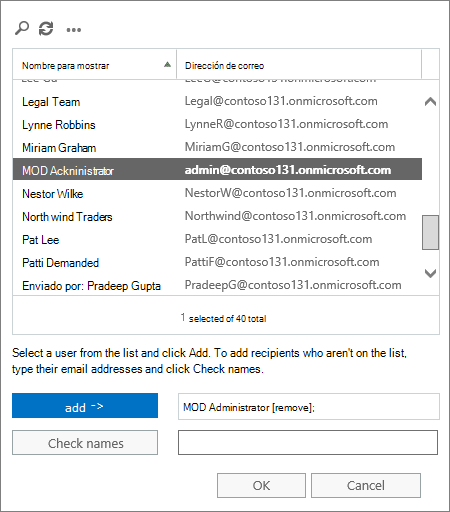 Nombre para mostrar Dirección de correo
Legal Team Legal@contoso131.onmicrosoft.com
Lynne Robbins LynneR@contoso131.onmicrosoft.com
Miriam Graham MiriamG@contoso131.onmicrosoft.com
MOD Ackninistrator admin@contoso131.onmicrosoft.com
Nestor Wilke NestorW@contoso131.onmicrosoft.com
North wind Traders Northwind@contoso131.onmicrosoft.com
Pat Lee PatL@contoso131.onmicrosoft.com
Patti Demanded PattiF@contoso131.onmicrosoft.com
Enviado por: Pradeep Gupta PradeepG@contoso131.onmicrosoft.com
1 selected of 40 total
Select a user from the list and click Add. To add recipients who aren't on the list,
type their email addresses and click Check names.
add -> MOD Administrator [remove];
Check names
OK Cancel